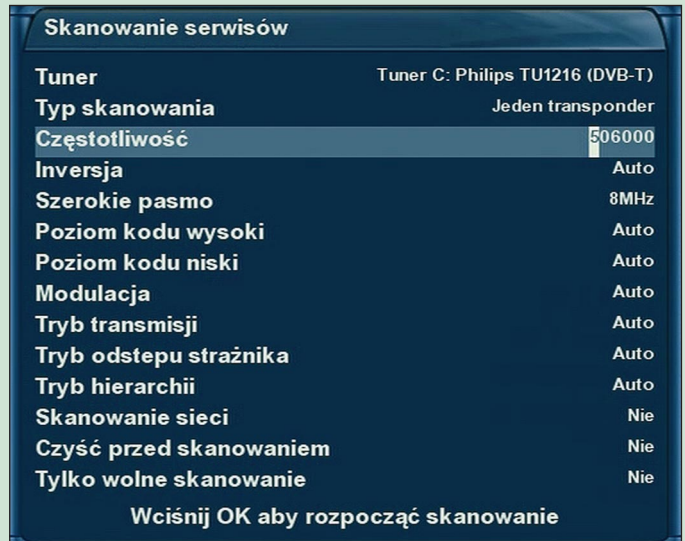 Skanowanie serwisów
Tuner Tuner C: Philips TU1216 (DVB-T)
Typ skanowania Jeden transponder
Częstotliwość 506000
Inversja Auto
Szerokie pasmo 8MHz
Poziom kodu wysoki Auto
Poziom kodu niski Auto
Modulacja Auto
Tryb transmisji Auto
Tryb odstepu strażnika Auto
Tryb hierarchii Auto
Skanowanie sieci Nie
Czyść przed skanowaniem Nie
Tylko wolne skanowanie Nie
Wciśnij OK aby rozpocząć skanowanie